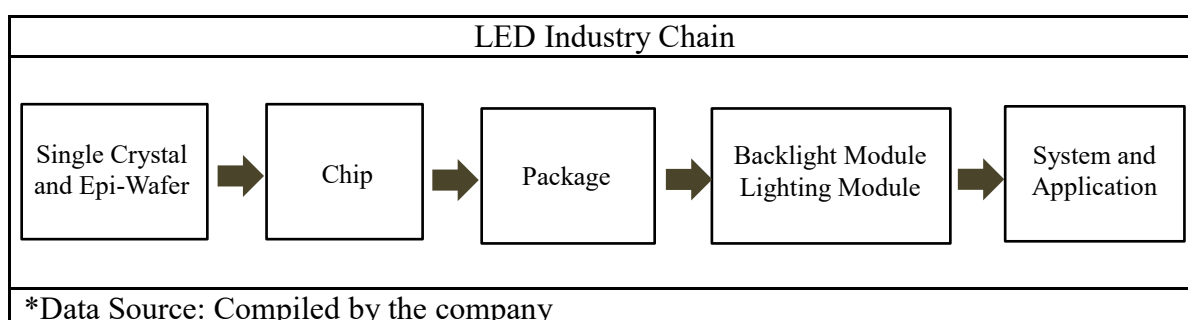 LED Industry Chain
Single Crystal
and Epi-Wafer
Chip
Package
Backlight Module
Lighting Module
System and
Application
*Data Source: Compiled by the company